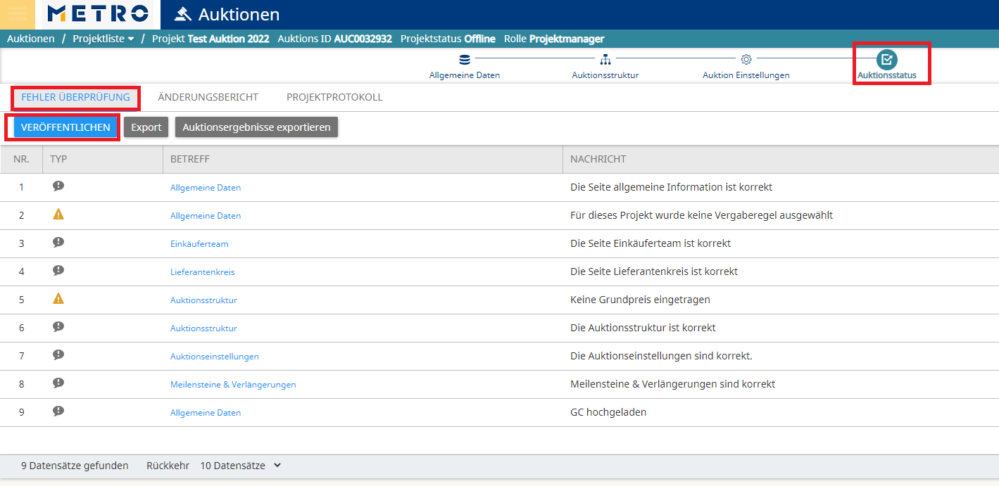 METRO Auktionen
Auktionen / Projektliste / Projekt Test Auktion 2022 Auktions ID AUC0032932 Projektstatus Offline Rolle Projektmanager
Allgemeine Daten Auktionsstruktur Auktion Einstellungen Auktionsstatus
FEHLER ÜBERPRÜFUNG ÄNDERUNGSBERICHT PROJEKTPROTOKOLL
VERÖFFENTLICHEN Export Auktionsergebnisse exportieren
NR. TYP BETREFF NACHRICHT
1 Allgemeine Daten Die Seite allgemeine Information ist korrekt
2 Allgemeine Daten Für dieses Projekt wurde keine Vergaberegel ausgewählt
3 Einkäuferteam Die Seite Einkäuferteam ist korrekt
4 Lieferantenkreis Die Seite Lieferantenkreis ist korrekt
5 Auktionsstruktur Keine Grundpreis eingetragen
6 Auktionsstruktur Die Auktionsstruktur ist korrekt
7 Auktionseinstellungen Die Auktionseinstellungen sind korrekt.
8 Meilensteine & Verlängerungen Meilensteine & Verlängerungen sind korrekt
9 Allgemeine Daten GC hochgeladen
9 Datensätze gefunden Rückkehr 10 Datensätze